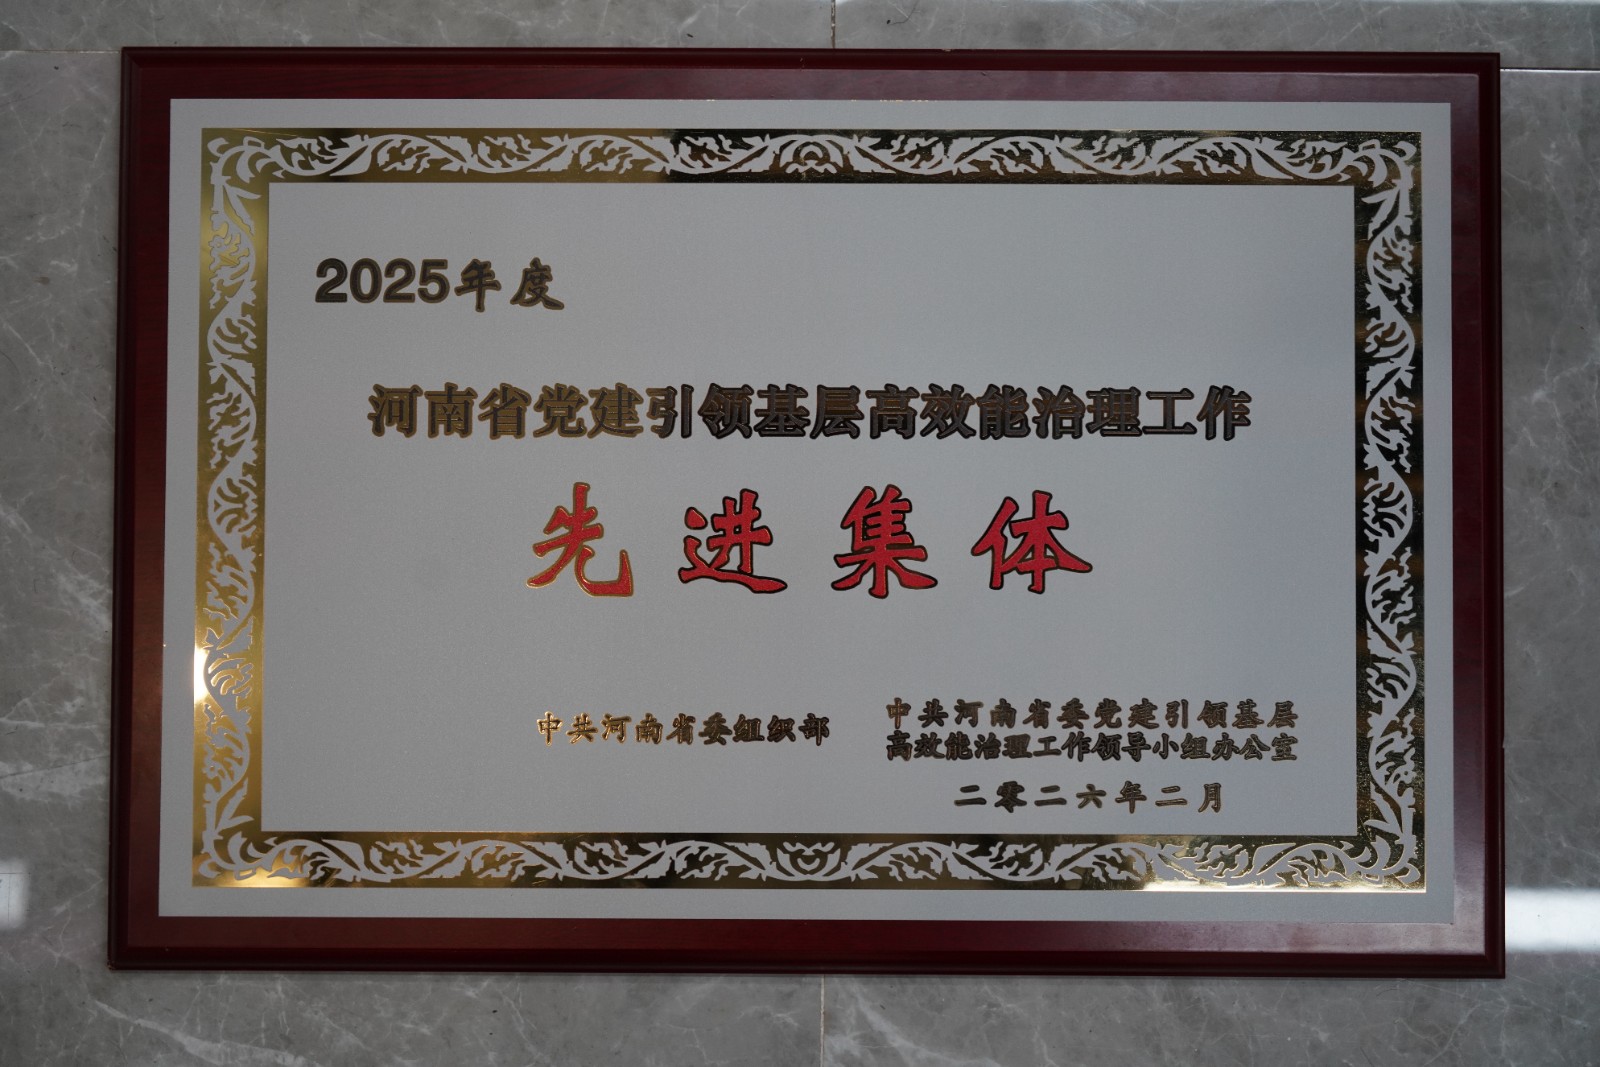 2025年度
河南省党建引领基层高效能治理工作
先进集体
中共河南省委组织部
中共河南省委党建引领基层
高效能治理工作领导小组办公室
二零二六年二月